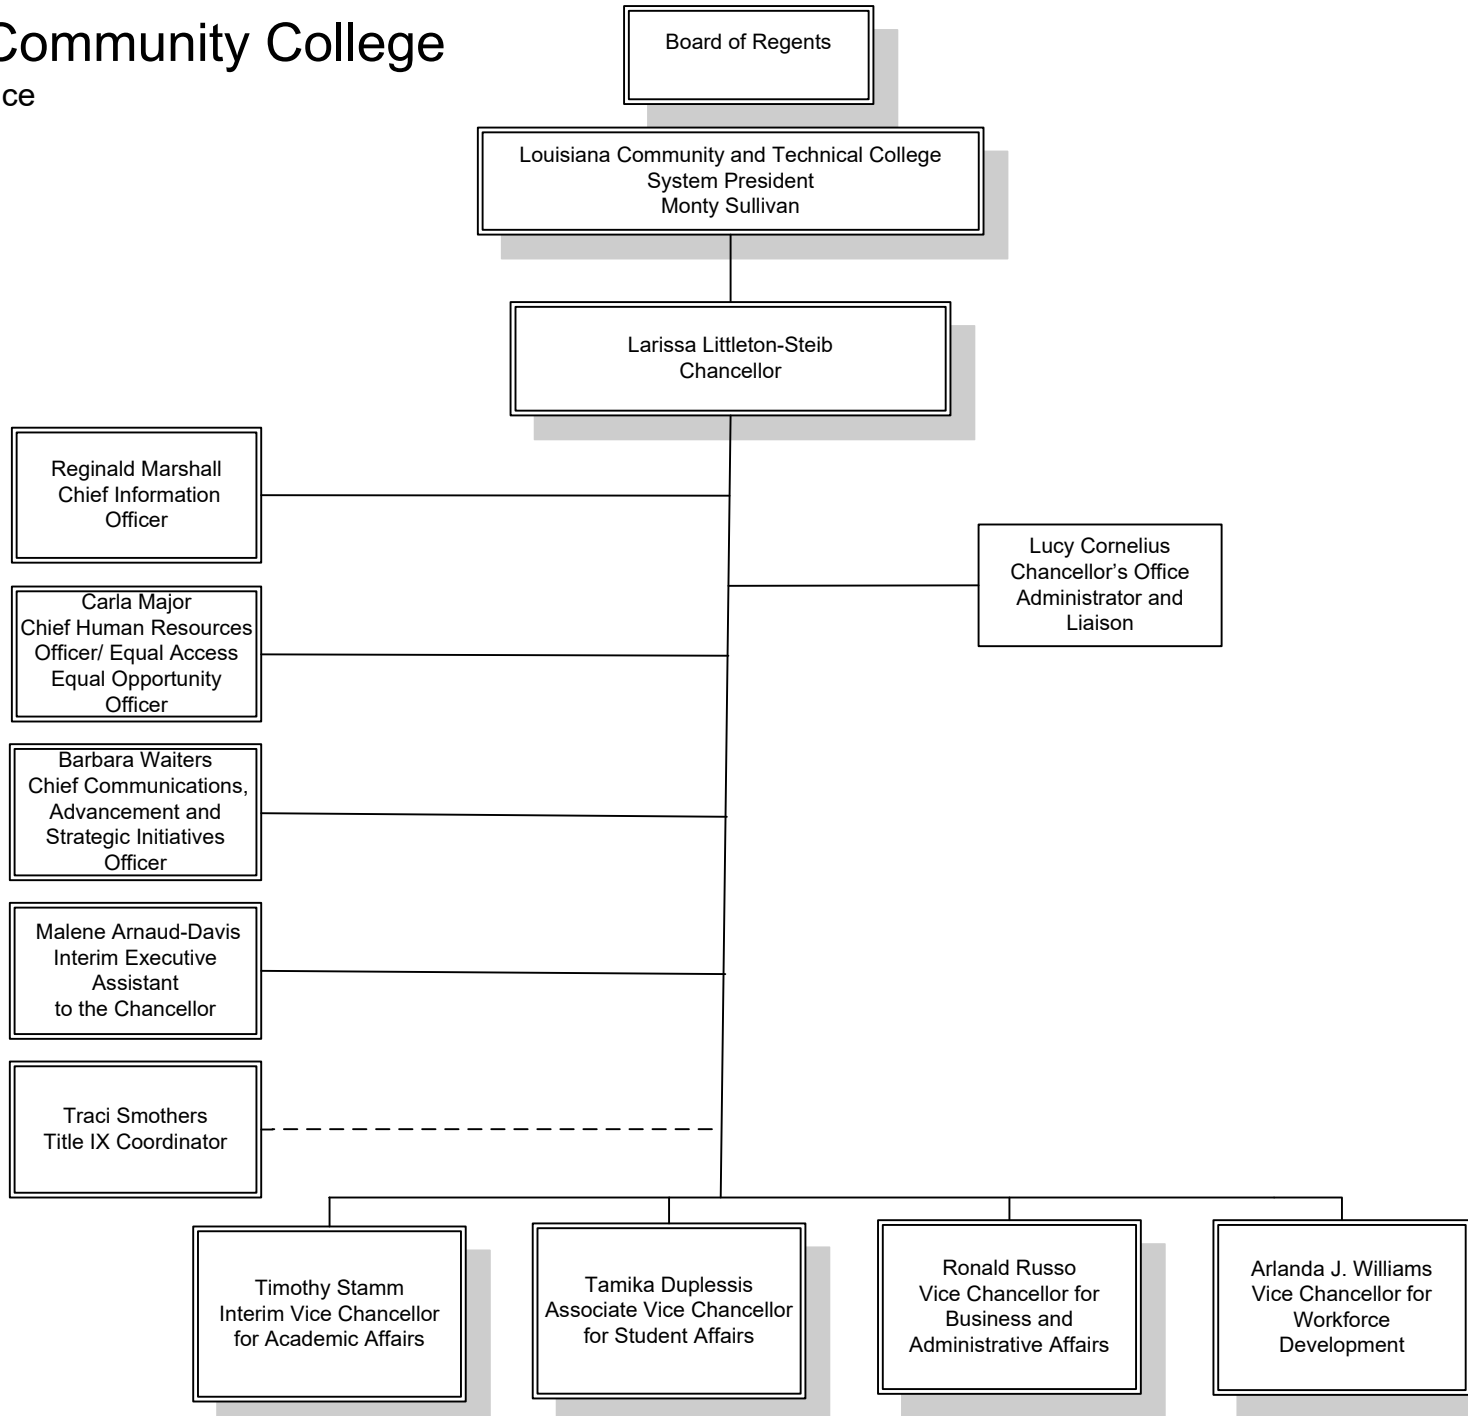 Community College
ce
Board of Regents
Louisiana Community and Technical College
System President
Monty Sullivan
Larissa Littleton-Steib
Chancellor
Reginald Marshall
Chief Information
Officer
Lucy Cornelius
Chancellor’s Office
Administrator and
Liaison
Carla Major
Chief Human Resources
Officer/ Equal Access
Equal Opportunity
Officer
Barbara Waiters
Chief Communications,
Advancement and
Strategic Initiatives
Officer
Malene Arnaud-Davis
Interim Executive
Assistant
to the Chancellor
Traci Smothers
Title IX Coordinator
Timothy Stamm
Interim Vice Chancellor
for Academic Affairs
Tamika Duplessis
Associate Vice Chancellor
for Student Affairs
Ronald Russo
Vice Chancellor for
Business and
Administrative Affairs
Arlanda J. Williams
Vice Chancellor for
Workforce
Development